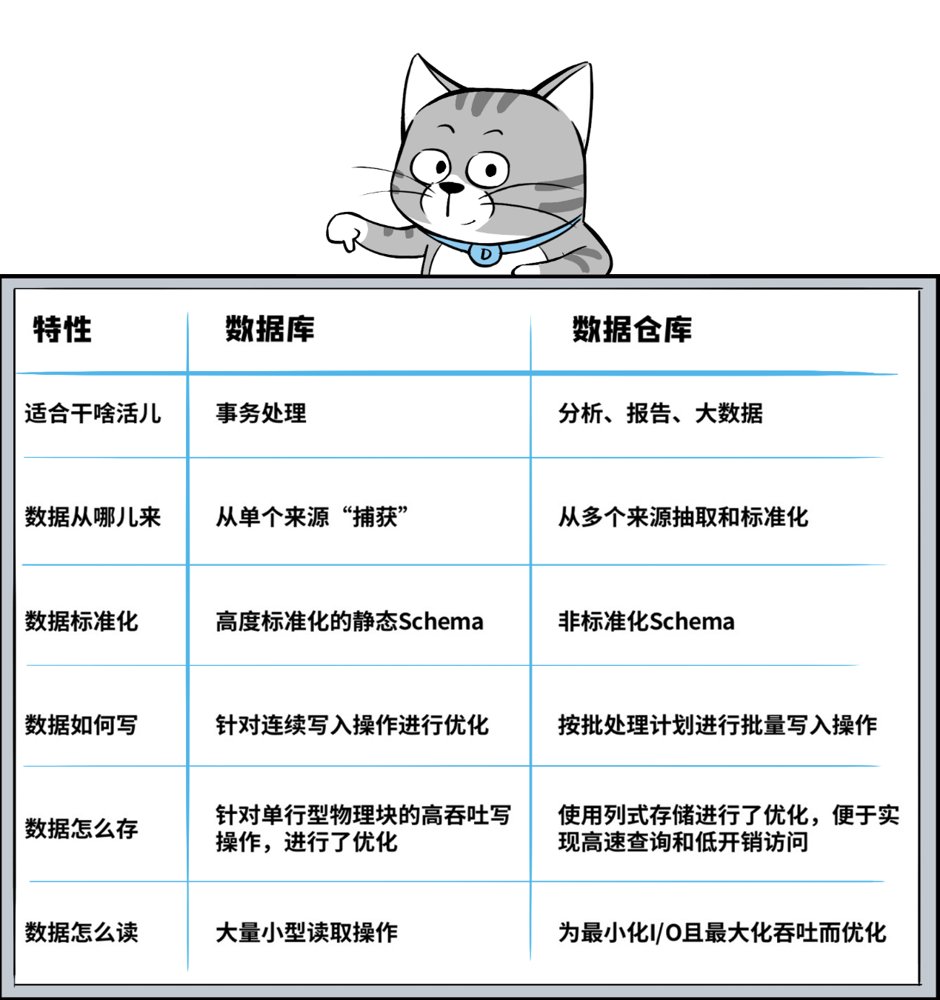 D
特性
数据库
数据仓库
适合干啥活儿
事务处理
分析、报告、大数据
数据从哪儿来
从单个来源“捕获”
从多个来源抽取和标准化
数据标准化
高度标准化的静态Schema
非标准化Schema
数据如何写
针对连续写入操作进行优化
按批处理计划进行批量写入操作
数据怎么存
针对单行型物理块的高吞吐写
操作，进行了优化
使用列式存储进行了优化，便于实
现高速查询和低开销访问
数据怎么读
大量小型读取操作
为最小化I/O且最大化吞吐而优化